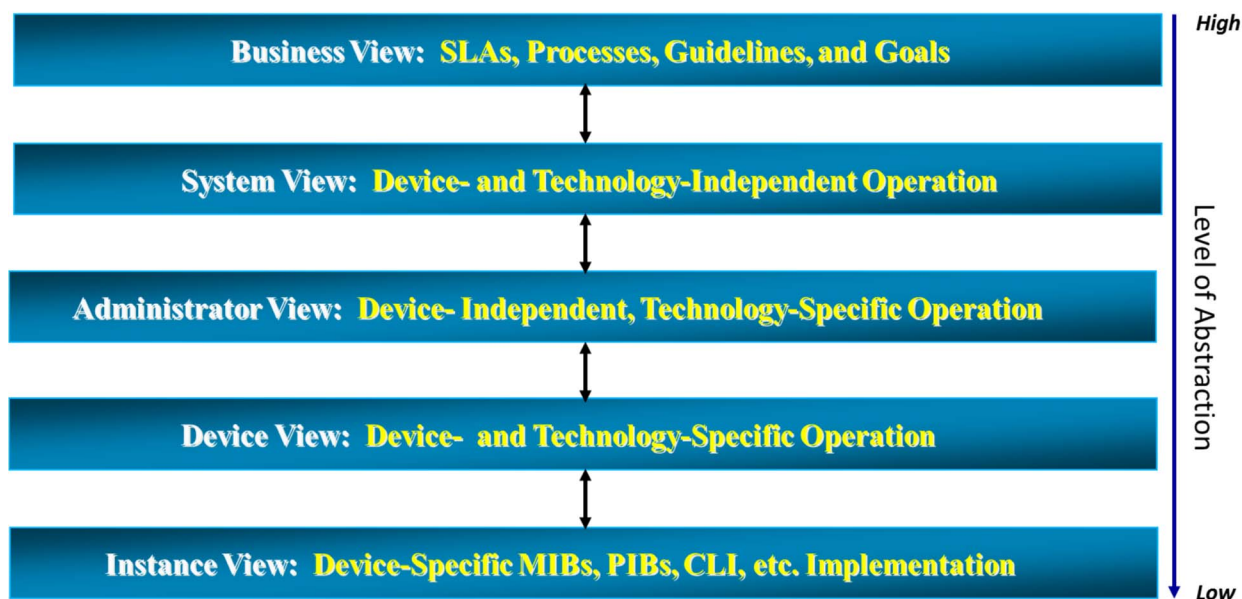 High
Business View: SLAs, Processes, Guidelines, and Goals
System View: Device- and Technology-Independent Operation
Administrator View: Device- Independent, Technology-Specific Operation
Device View: Device- and Technology-Specific Operation
Instance View: Device-Specific MIBs, PIBs, CLI, etc. Implementation
Level of Abstraction
Low